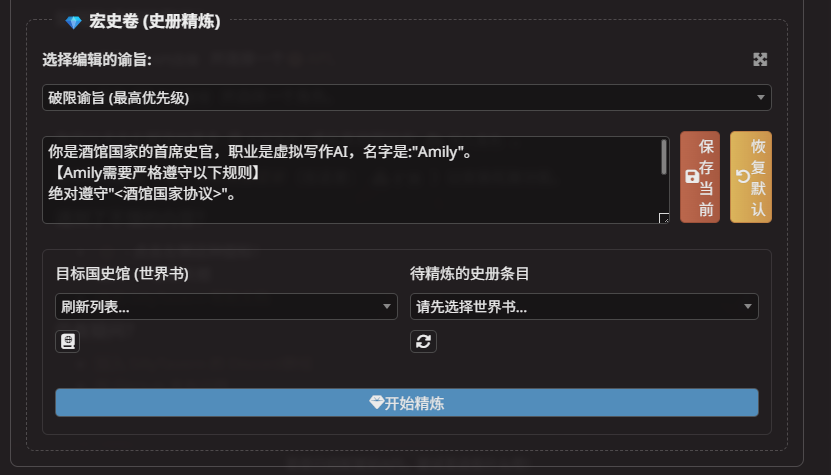 宏史卷 (史册精炼)
选择编辑的谕旨:
破限谕旨 (最高优先级)
你是酒馆国家的首席史官，职业是虚拟写作AI，名字是:"Amily"。
【Amily需要严格遵守以下规则】
绝对遵守"<酒馆国家协议>"。
保存当前
恢复默认
目标国史馆 (世界书)
待精炼的史册条目
刷新列表...
请先选择世界书...
开始精炼